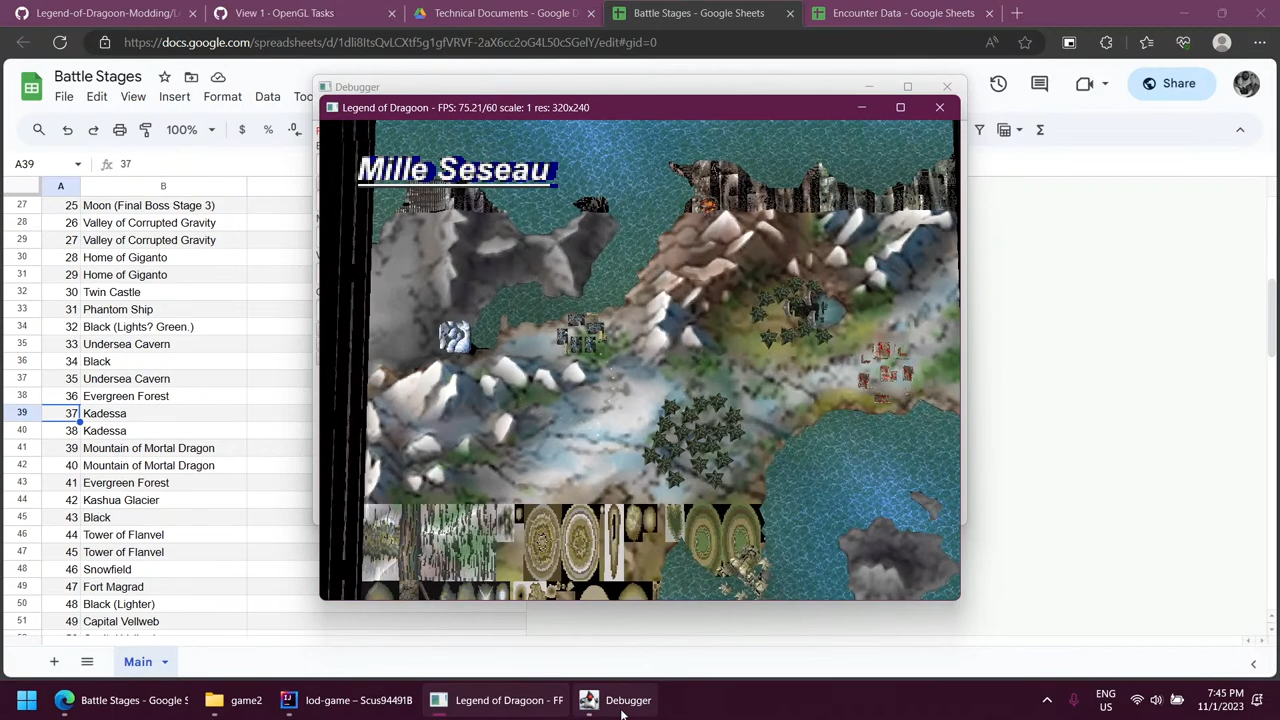 Legend-of-Dragoon-Modding/Le
View 1 - OpenGL Tasks
Technical Documents - Google D
Battle Stages - Google Sheets
Encounter Data - Google Sheets
https://docs.google.com/spreadsheets/d/1dli8ItsQvLCXtf5g1gfVRVF-2aX6cc2oG4L50cSGelY/edit#gid=0
Battle Stages
File Edit View Insert Format Data Too
Share
100% $ %
A39 37
Debugger
Legend of Dragoon - FPS: 75.21/60 scale: 1 res: 320x240
Mille Seseau
A B
27 25 Moon (Final Boss Stage 3)
28 26 Valley of Corrupted Gravity
29 27 Valley of Corrupted Gravity
30 28 Home of Giganto
31 29 Home of Giganto
32 30 Twin Castle
33 31 Phantom Ship
34 32 Black (Lights? Green.)
35 33 Undersea Cavern
36 34 Black
37 35 Undersea Cavern
38 36 Evergreen Forest
39 37 Kadessa
40 38 Kadessa
41 39 Mountain of Mortal Dragon
42 40 Mountain of Mortal Dragon
43 41 Evergreen Forest
44 42 Kashua Glacier
45 43 Black
46 44 Tower of Flanvel
47 45 Tower of Flanvel
48 46 Snowfield
49 47 Fort Magrad
50 48 Black (Lighter)
51 49 Capital Vellweb
Main
Battle Stages - Google S
game2
lod-game – Scus94491B
Legend of Dragoon - FF
Debugger
ENG
US
7:45 PM
11/1/2023